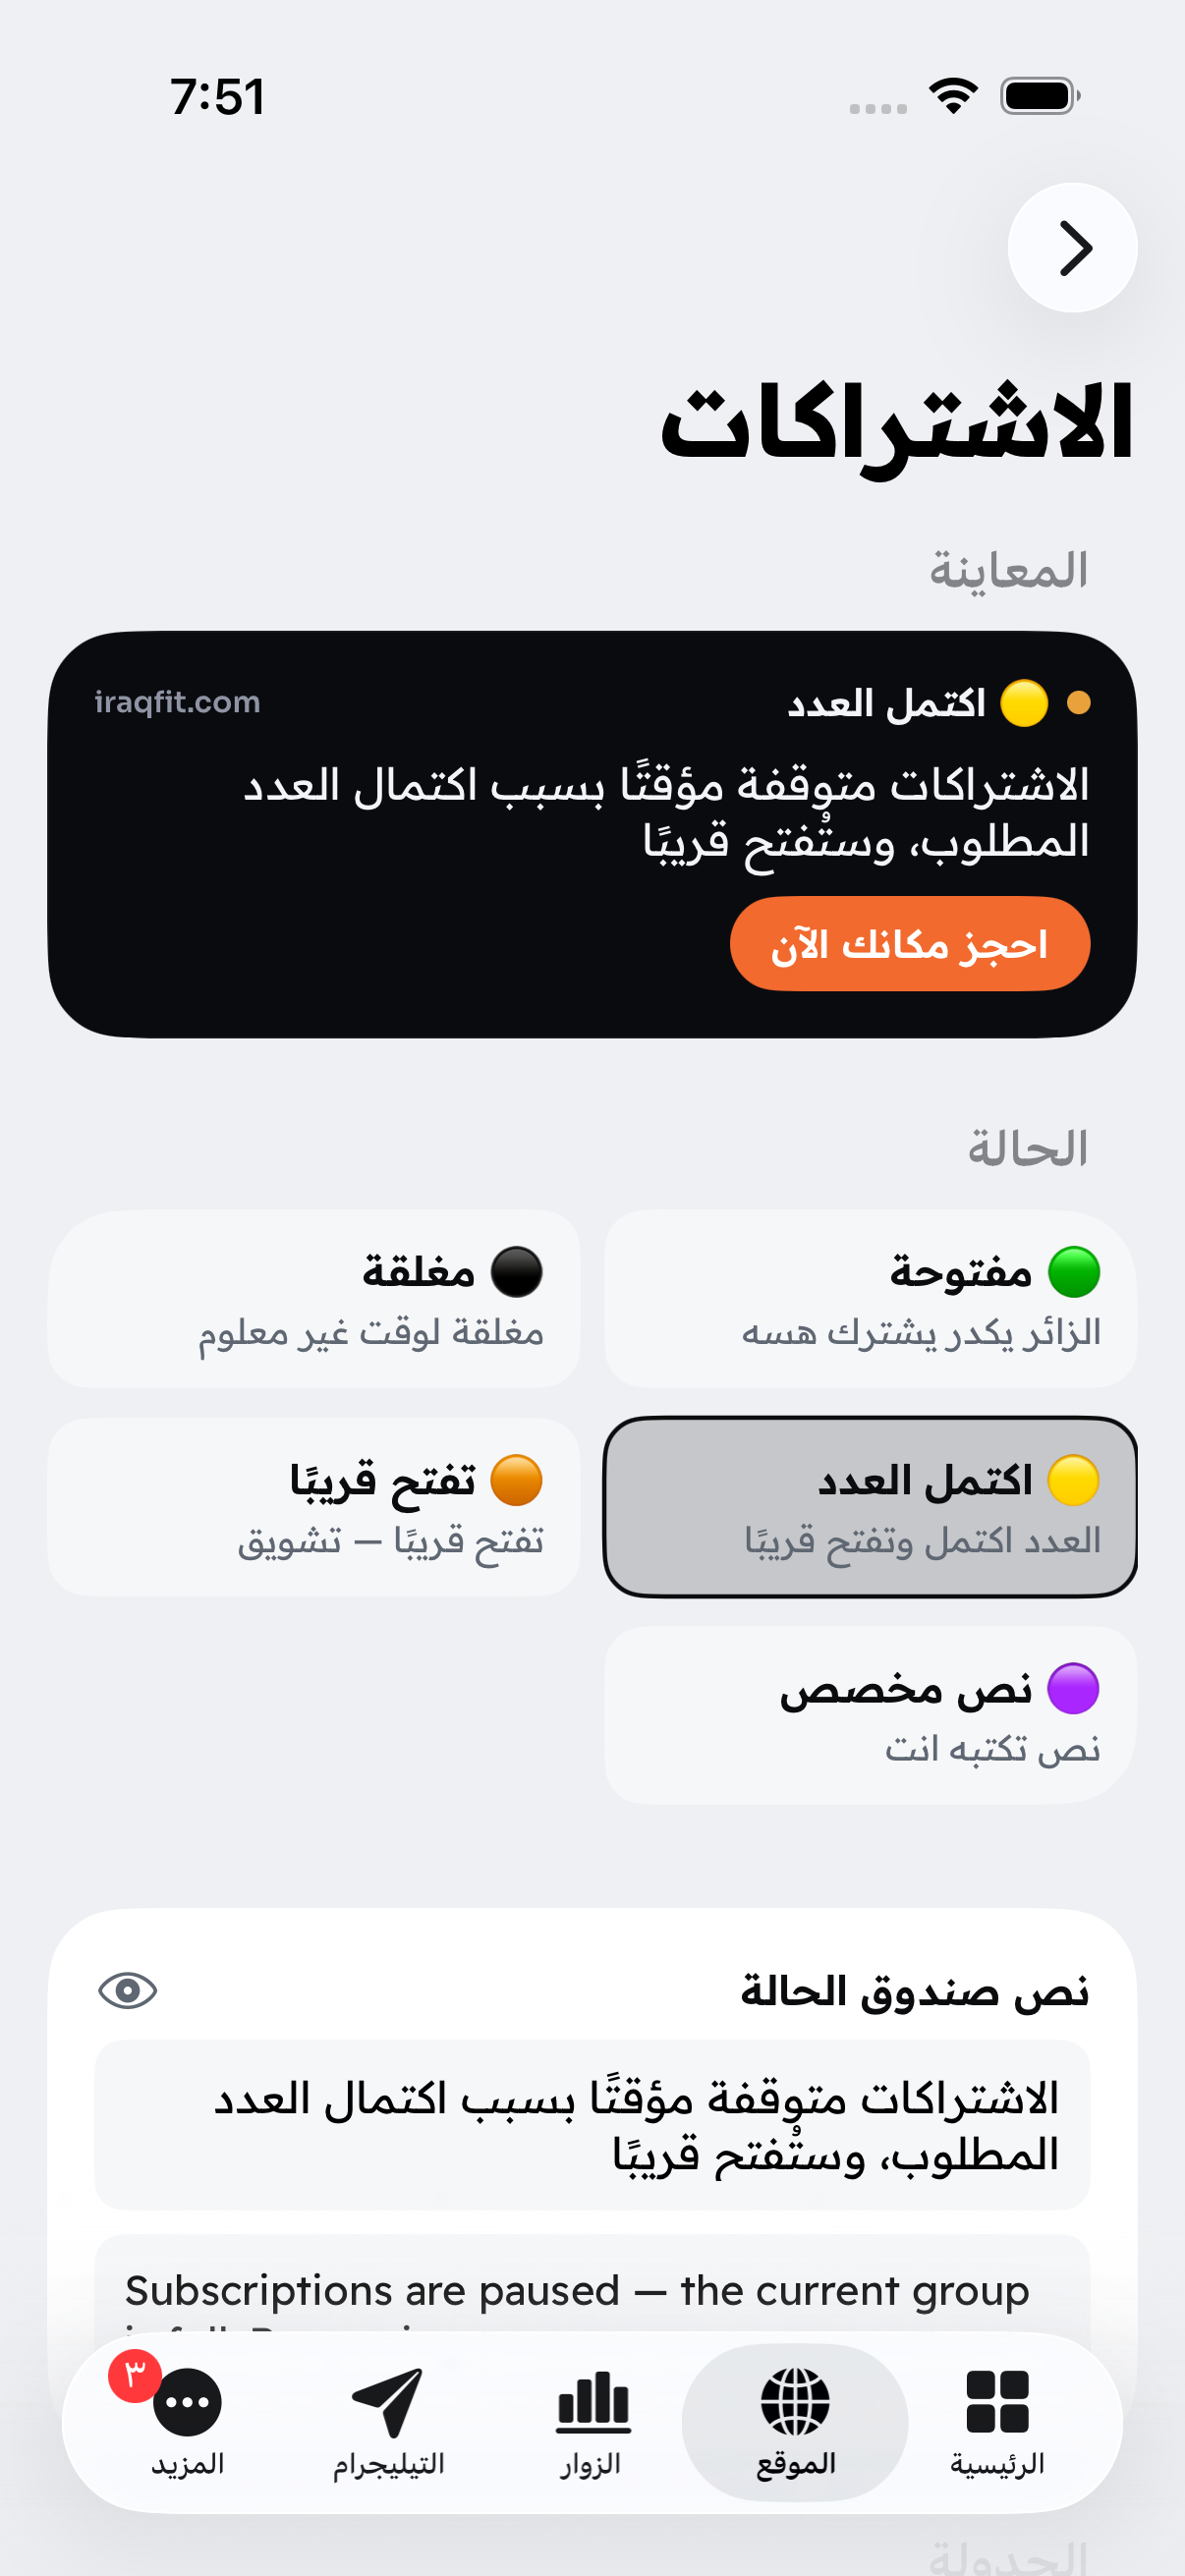 7:51
الاشتراكات
المعاينة
اكتمل العدد
iraqfit.com
الاشتراكات متوقفة مؤقتًا بسبب اكتمال العدد
المطلوب، وستُفتح قريبًا
احجز مكانك الآن
الحالة
مفتوحة
الزائر يكدر يشترك هسه
مغلقة
مغلقة لوقت غير معلوم
اكتمل العدد
العدد اكتمل وتفتح قريبًا
تفتح قريبًا
تفتح قريبًا — تشويق
نص مخصص
نص تكتبه انت
نص صندوق الحالة
الاشتراكات متوقفة مؤقتًا بسبب اكتمال العدد
المطلوب، وستُفتح قريبًا
Subscriptions are paused — the current group
الرئيسية
الموقع
الزوار
التيليجرام
المزيد
٣
الجدولة